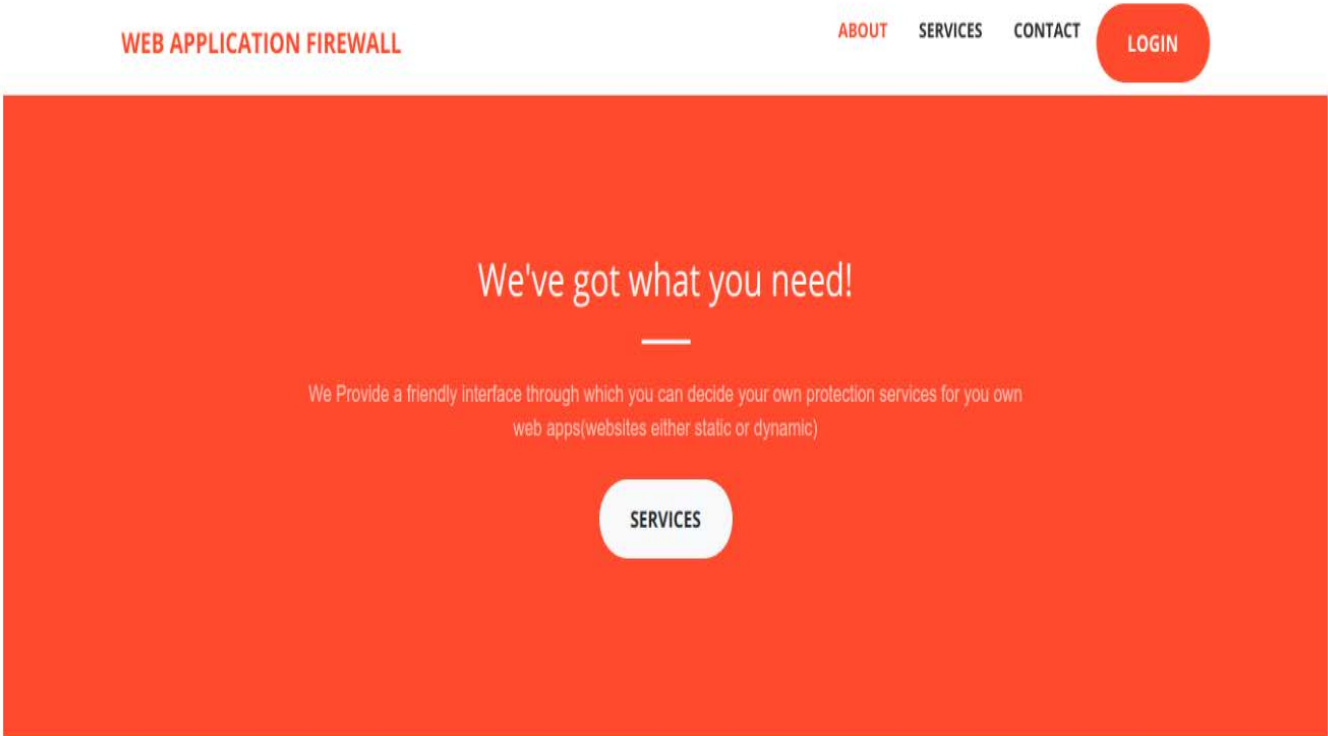 WEB APPLICATION FIREWALL
ABOUT SERVICES CONTACT LOGIN
We've got what you need!
We Provide a friendly interface through which you can decide your own protection services for you own
web apps(websites either static or dynamic)
SERVICES